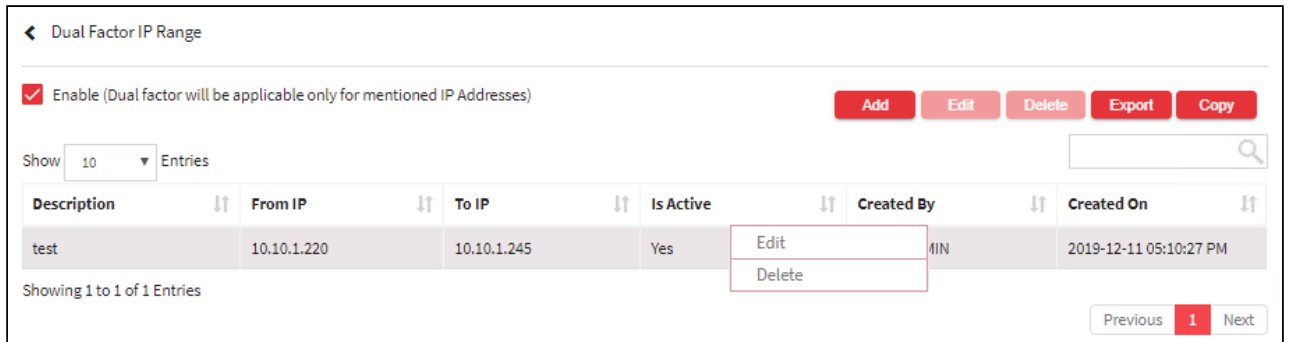 Dual Factor IP Range
Enable (Dual factor will be applicable only for mentioned IP Addresses)
Add Edit Delete Export Copy
Show 10 Entries
Description From IP To IP Is Active Created By Created On
test 10.10.1.220 10.10.1.245 Yes MIN 2019-12-11 05:10:27 PM
Edit
Delete
Showing 1 to 1 of 1 Entries
Previous 1 Next